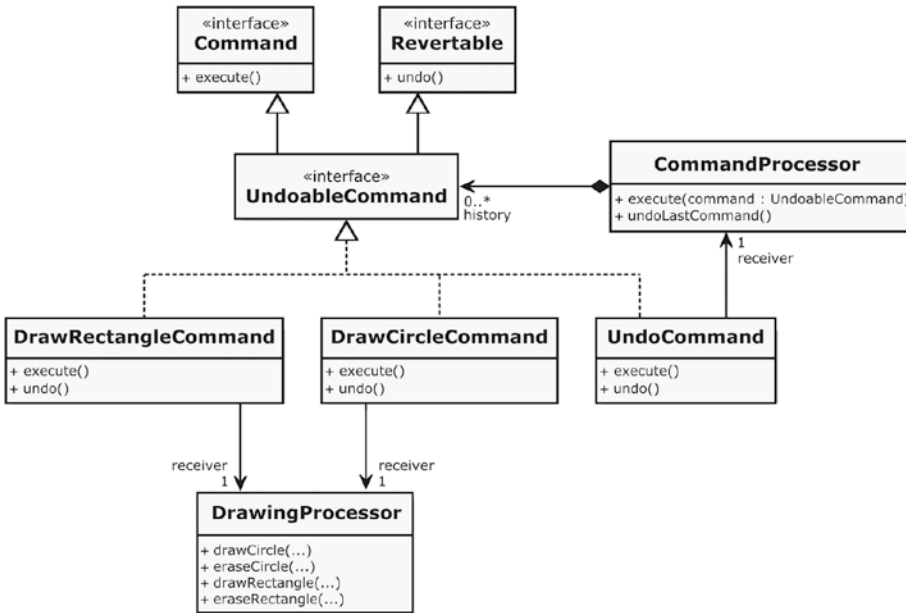 «interface»
Command
+ execute()
«interface»
Revertable
+ undo()
«interface»
UndoableCommand
0..*
history
CommandProcessor
+ execute(command : UndoableCommand)
+ undoLastCommand()
1
receiver
DrawRectangleCommand
+ execute()
+ undo()
DrawCircleCommand
+ execute()
+ undo()
UndoCommand
+ execute()
+ undo()
receiver
1
receiver
1
DrawingProcessor
+ drawCircle(...)
+ eraseCircle(...)
+ drawRectangle(...)
+ eraseRectangle(...)